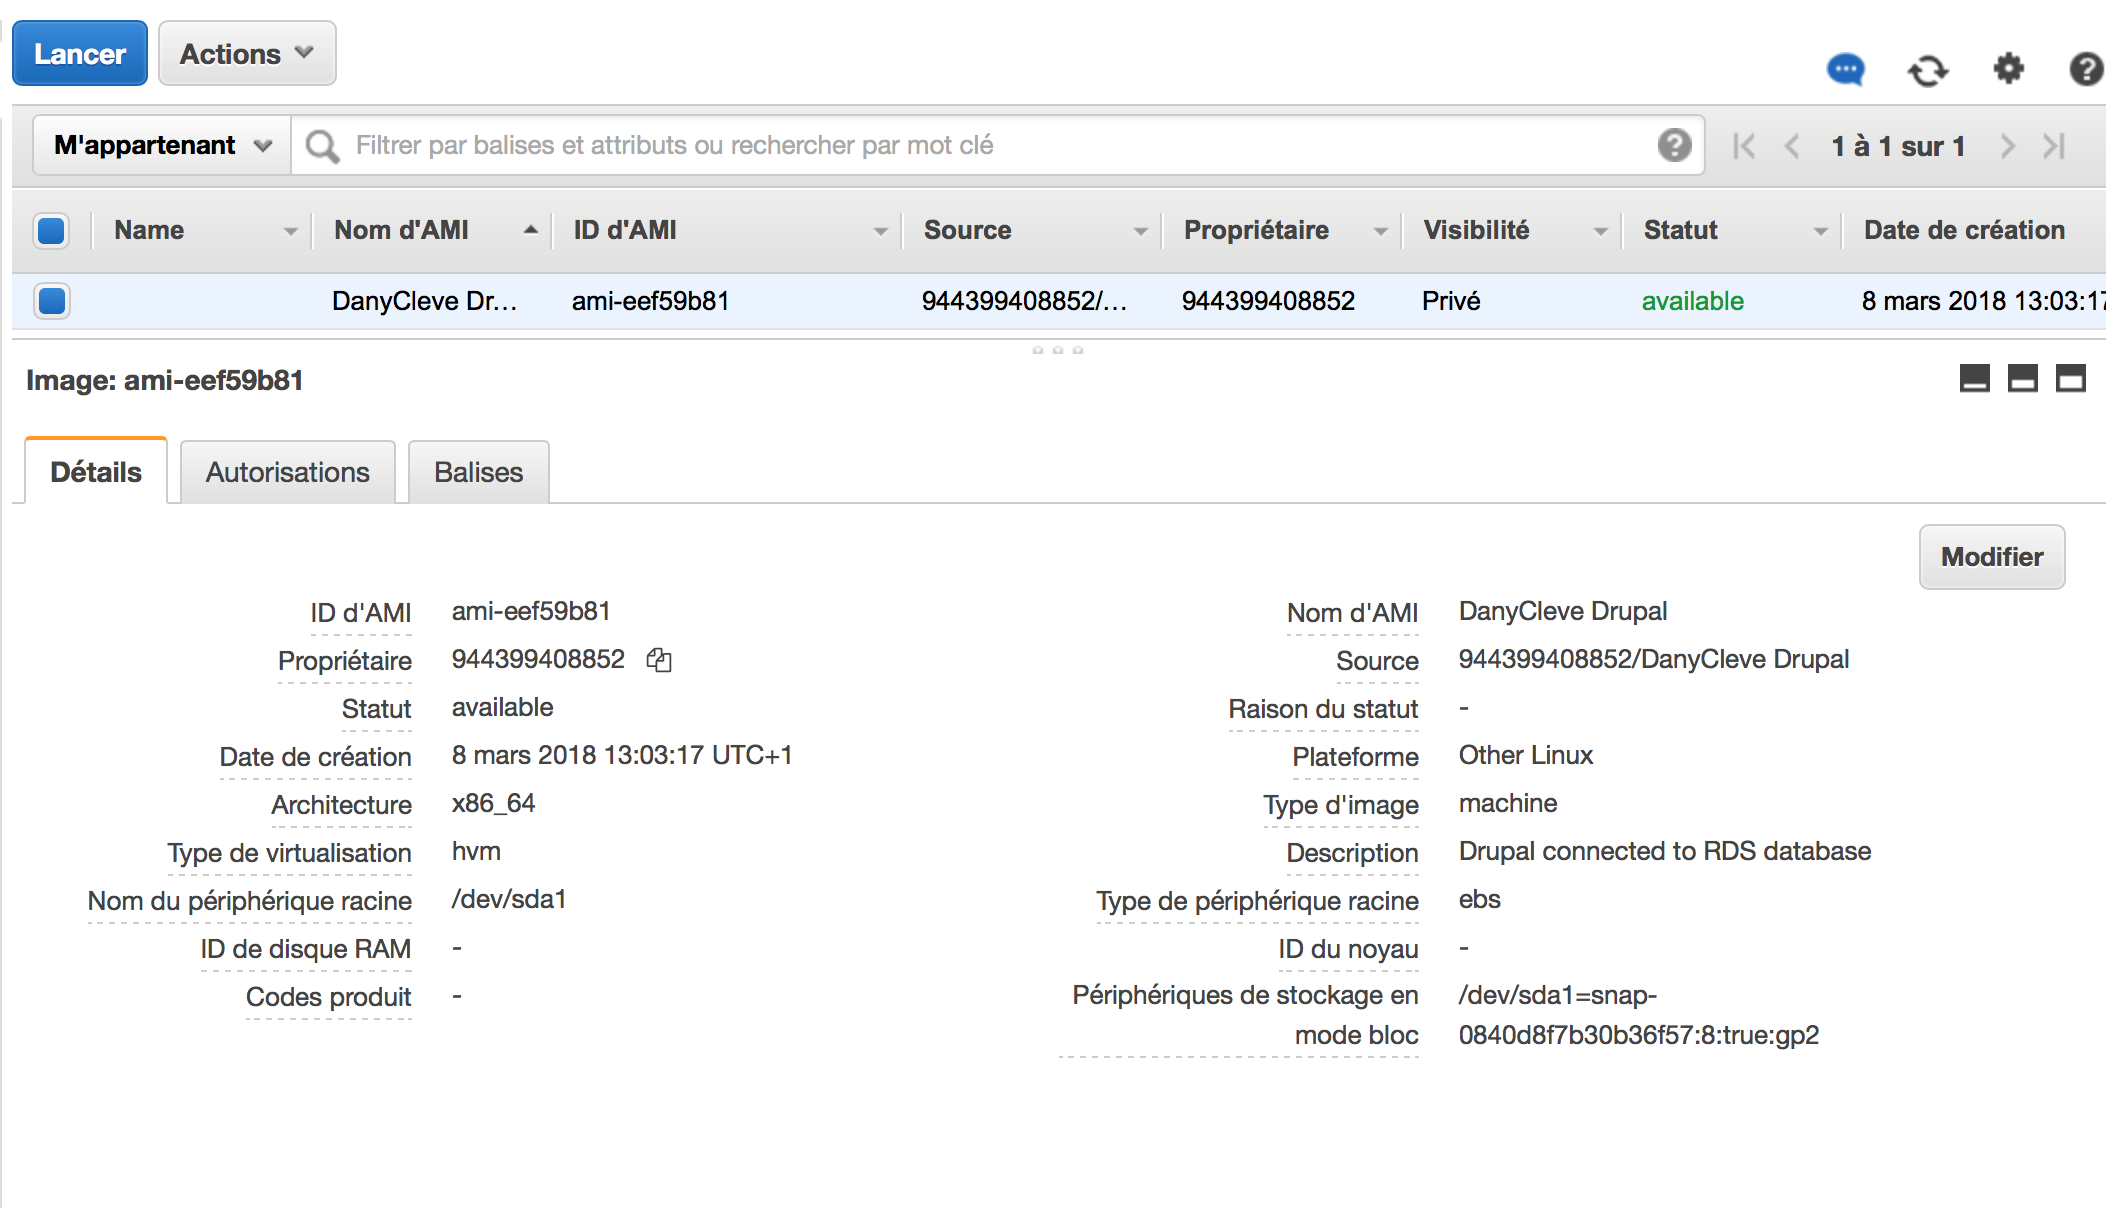 Lancer Actions
M'appartenant Filtrer par balises et attributs ou rechercher par mot clé 1 à 1 sur 1
Name Nom d'AMI ID d'AMI Source Propriétaire Visibilité Statut Date de création
DanyCleve Dr... ami-eef59b81 944399408852/... 944399408852 Privé available 8 mars 2018 13:03:17
Image: ami-eef59b81
Détails Autorisations Balises
Modifier
ID d'AMI ami-eef59b81 Nom d'AMI DanyCleve Drupal
Propriétaire 944399408852 Source 944399408852/DanyCleve Drupal
Statut available Raison du statut -
Date de création 8 mars 2018 13:03:17 UTC+1 Plateforme Other Linux
Architecture x86_64 Type d'image machine
Type de virtualisation hvm Description Drupal connected to RDS database
Nom du périphérique racine /dev/sda1 Type de périphérique racine ebs
ID de disque RAM - ID du noyau -
Codes produit - Périphériques de stockage en /dev/sda1=snap-
mode bloc 0840d8f7b30b36f57:8:true:gp2